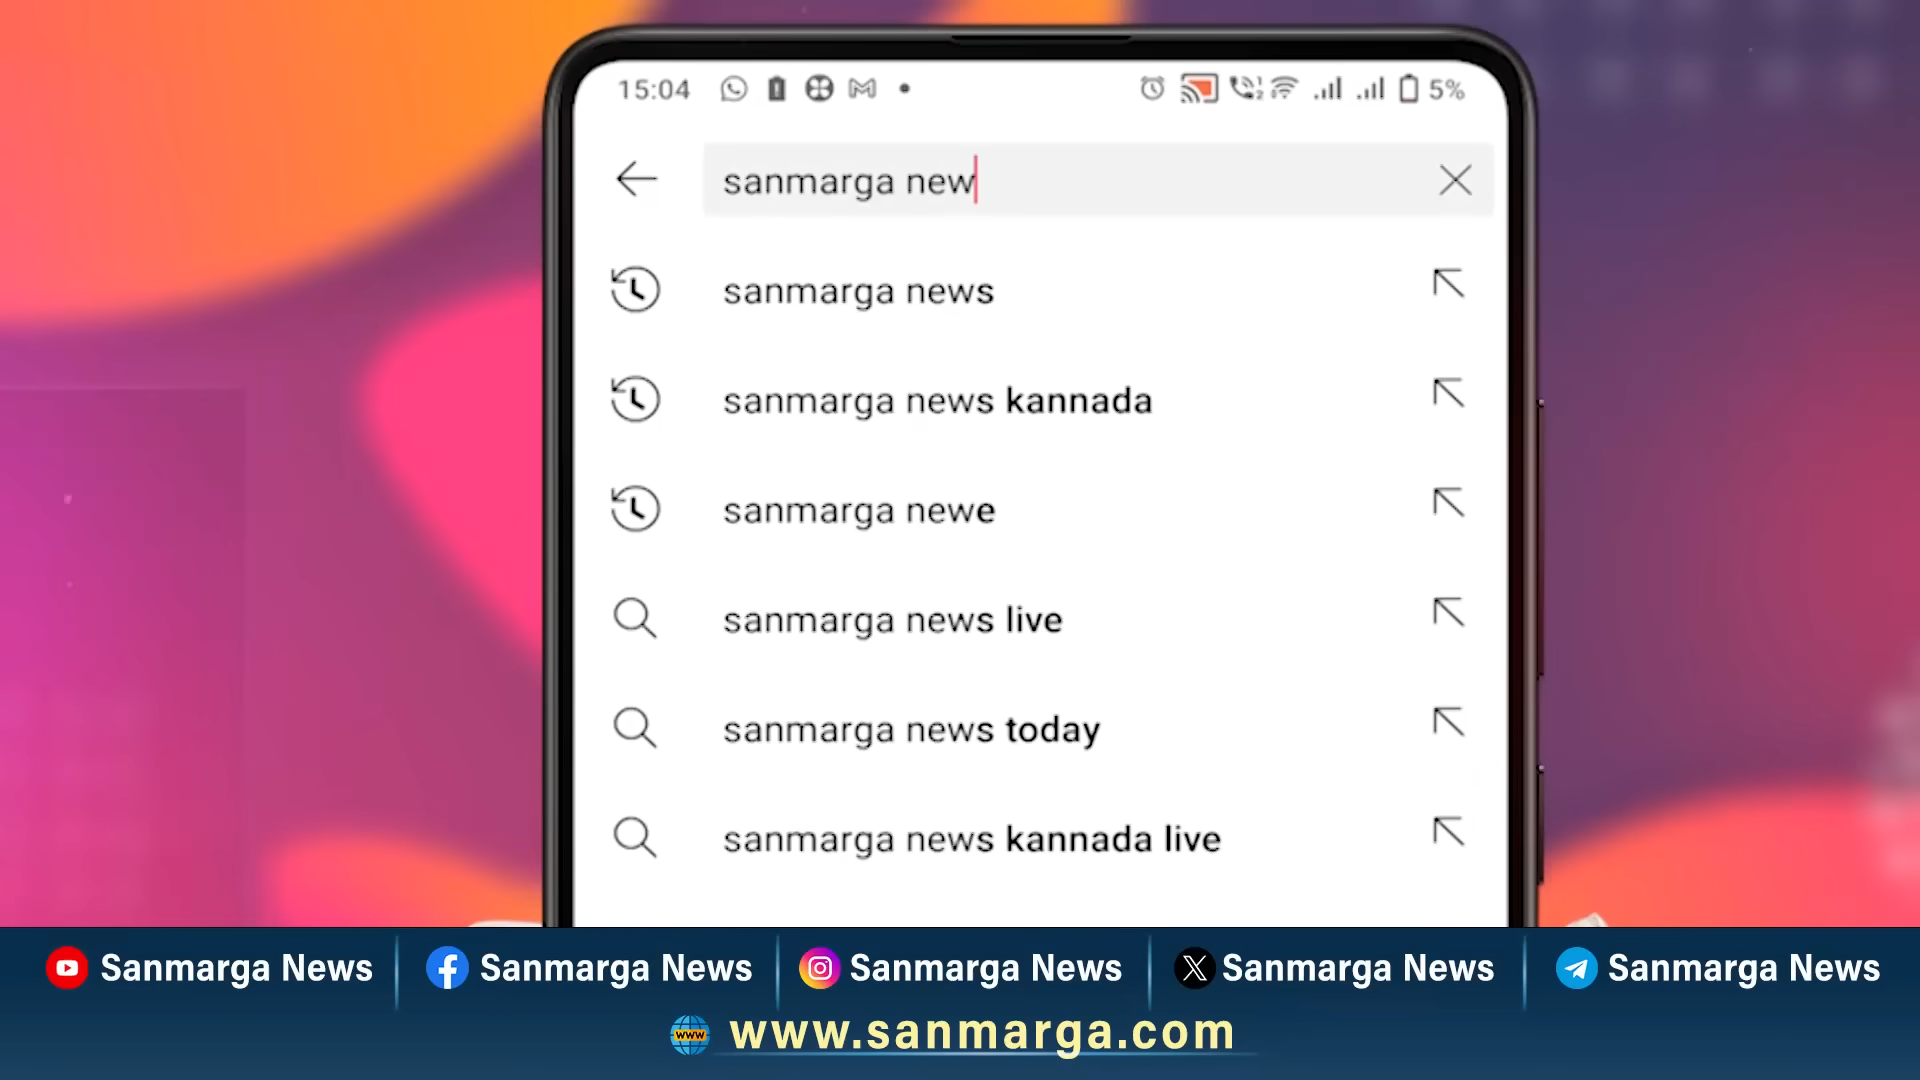 15:04 5%
sanmarga new
sanmarga news
sanmarga news kannada
sanmarga newe
sanmarga news live
sanmarga news today
sanmarga news kannada live
Sanmarga News Sanmarga News Sanmarga News Sanmarga News Sanmarga News
www www.sanmarga.com